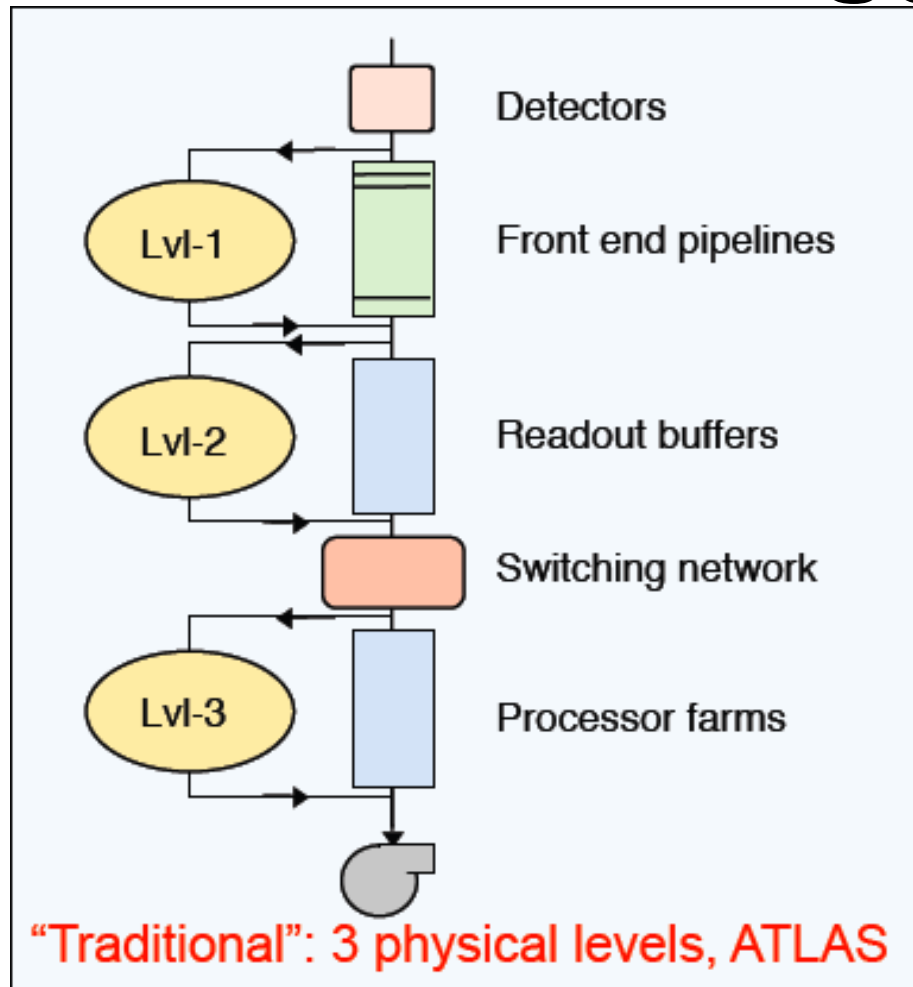 Detectors
Lvl-1
Front end pipelines
Lvl-2
Readout buffers
Switching network
Lvl-3
Processor farms
“Traditional”: 3 physical levels, ATLAS